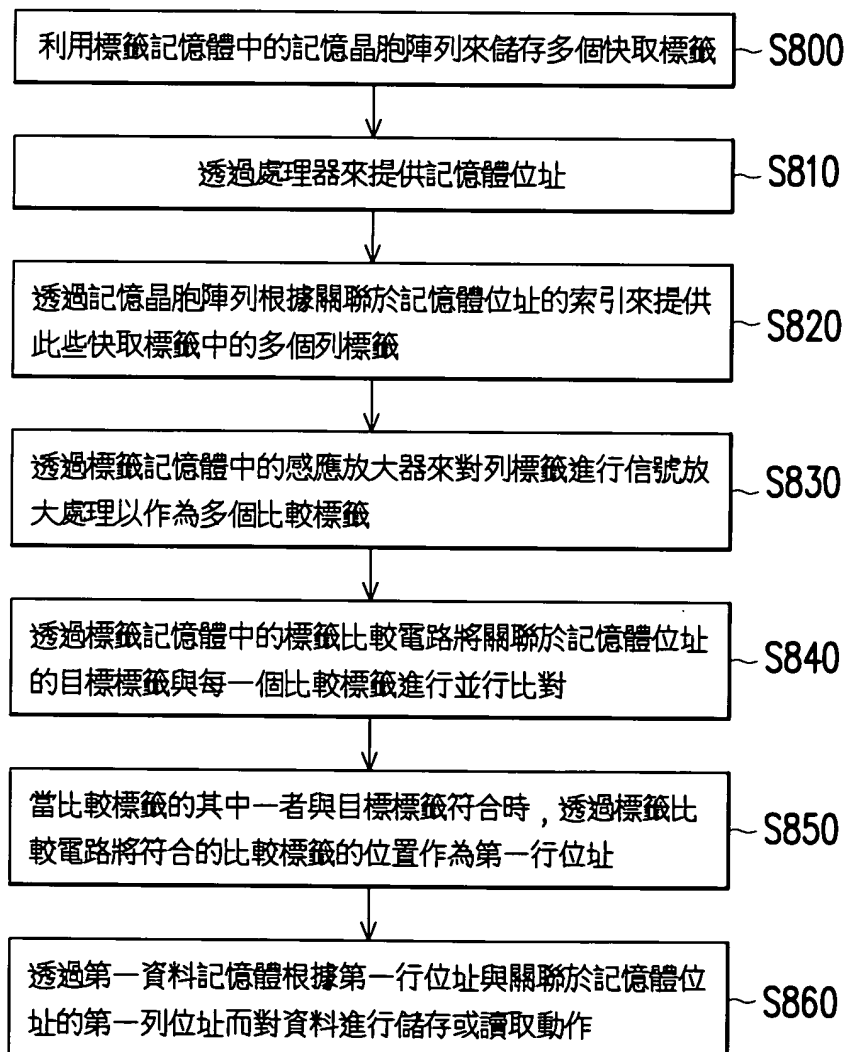 利用標籤記憶體中的記憶晶胞陣列來儲存多個快取標籤
S800
透過處理器來提供記憶體位址
S810
透過記憶晶胞陣列根據關聯於記憶體位址的索引來提供
此些快取標籤中的多個列標籤
S820
透過標籤記憶體中的感應放大器來對列標籤進行信號放
大處理以作為多個比較標籤
S830
透過標籤記憶體中的標籤比較電路將關聯於記憶體位址
的目標標籤與每一個比較標籤進行並行比對
S840
當比較標籤的其中一者與目標標籤符合時，透過標籤比
較電路將符合的比較標籤的位置作為第一行位址
S850
透過第一資料記憶體根據第一行位址與關聯於記憶體位
址的第一列位址而對資料進行儲存或讀取動作
S860